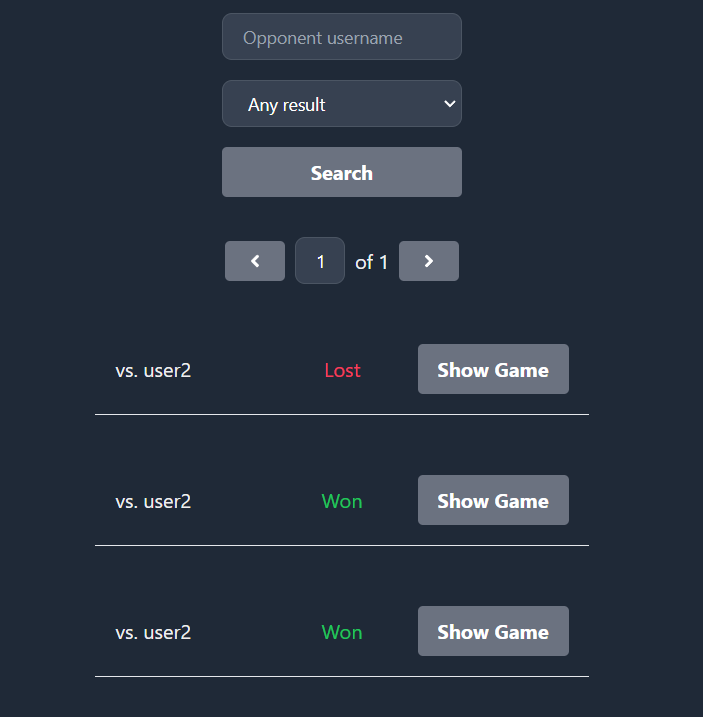 Opponent username
Any result
Search
1 of 1
vs. user2 Lost Show Game
vs. user2 Won Show Game
vs. user2 Won Show Game